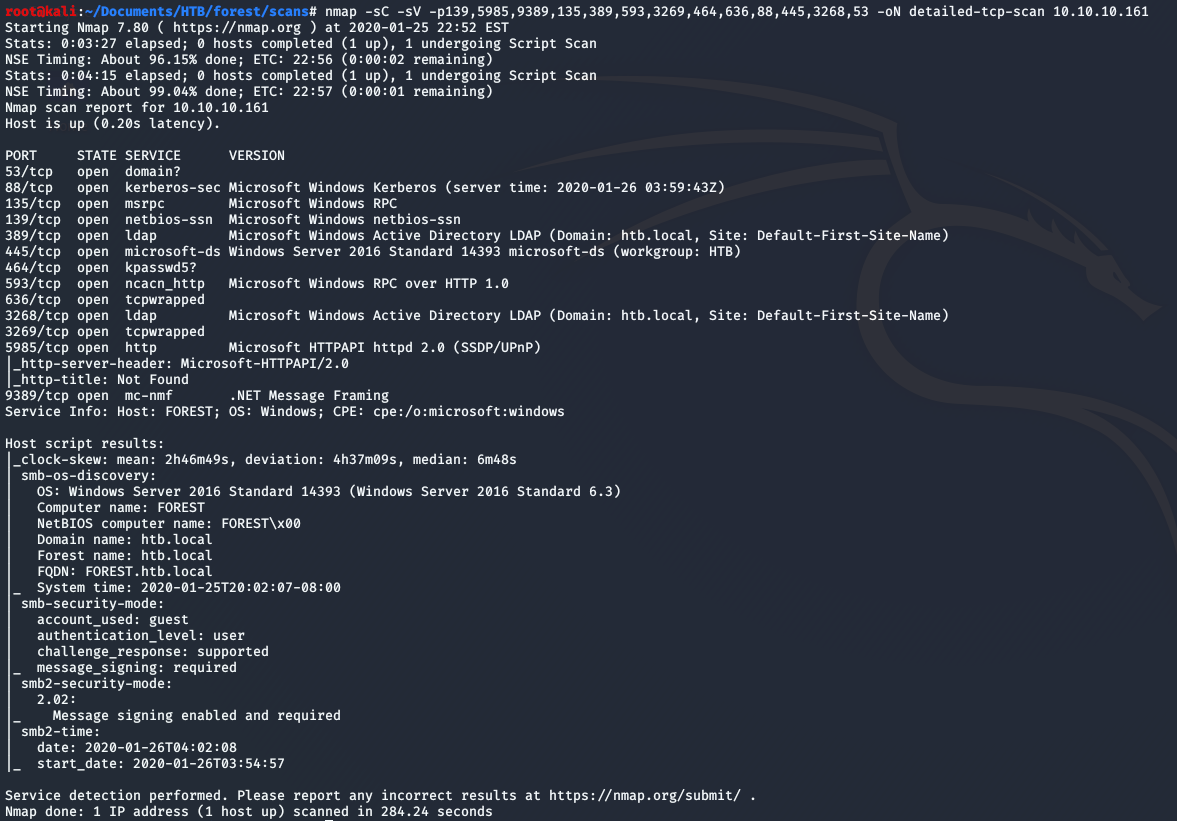 root@kali:~/Documents/HTB/forest/scans# nmap -sC -sV -p139,5985,9389,135,389,593,3269,464,636,88,445,3268,53 -oN detailed-tcp-scan 10.10.10.161
Starting Nmap 7.80 ( https://nmap.org ) at 2020-01-25 22:52 EST
Stats: 0:03:27 elapsed; 0 hosts completed (1 up), 1 undergoing Script Scan
NSE Timing: About 96.15% done; ETC: 22:56 (0:00:02 remaining)
Stats: 0:04:15 elapsed; 0 hosts completed (1 up), 1 undergoing Script Scan
NSE Timing: About 99.04% done; ETC: 22:57 (0:00:01 remaining)
Nmap scan report for 10.10.10.161
Host is up (0.20s latency).

PORT     STATE SERVICE      VERSION
53/tcp   open  domain?
88/tcp   open  kerberos-sec Microsoft Windows Kerberos (server time: 2020-01-26 03:59:43Z)
135/tcp  open  msrpc        Microsoft Windows RPC
139/tcp  open  netbios-ssn  Microsoft Windows netbios-ssn
389/tcp  open  ldap         Microsoft Windows Active Directory LDAP (Domain: htb.local, Site: Default-First-Site-Name)
445/tcp  open  microsoft-ds Windows Server 2016 Standard 14393 microsoft-ds (workgroup: HTB)
464/tcp  open  kpasswd5?
593/tcp  open  ncacn_http   Microsoft Windows RPC over HTTP 1.0
636/tcp  open  tcpwrapped
3268/tcp open  ldap         Microsoft Windows Active Directory LDAP (Domain: htb.local, Site: Default-First-Site-Name)
3269/tcp open  tcpwrapped
5985/tcp open  http         Microsoft HTTPAPI httpd 2.0 (SSDP/UPnP)
|_http-server-header: Microsoft-HTTPAPI/2.0
|_http-title: Not Found
9389/tcp open  mc-nmf       .NET Message Framing
Service Info: Host: FOREST; OS: Windows; CPE: cpe:/o:microsoft:windows

Host script results:
|_clock-skew: mean: 2h46m49s, deviation: 4h37m09s, median: 6m48s
| smb-os-discovery:
|   OS: Windows Server 2016 Standard 14393 (Windows Server 2016 Standard 6.3)
|   Computer name: FOREST
|   NetBIOS computer name: FOREST\x00
|   Domain name: htb.local
|   Forest name: htb.local
|   FQDN: FOREST.htb.local
|_  System time: 2020-01-25T20:02:07-08:00
| smb-security-mode:
|   account_used: guest
|   authentication_level: user
|   challenge_response: supported
|_  message_signing: required
| smb2-security-mode:
|   2.02:
|_    Message signing enabled and required
| smb2-time:
|   date: 2020-01-26T04:02:08
|_  start_date: 2020-01-26T03:54:57

Service detection performed. Please report any incorrect results at https://nmap.org/submit/ .
Nmap done: 1 IP address (1 host up) scanned in 284.24 seconds